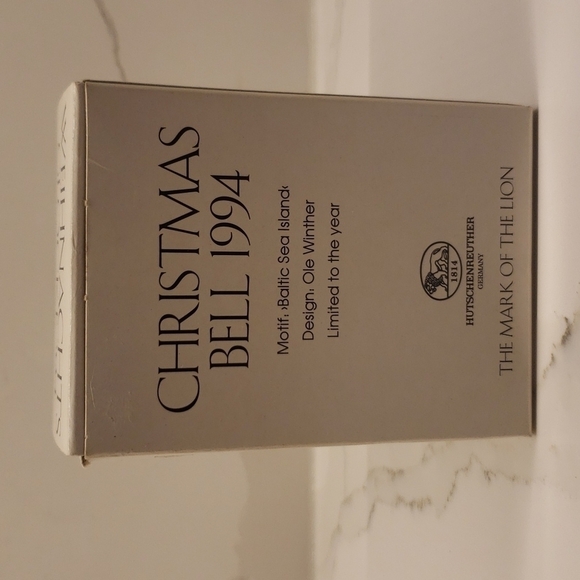 CHRISTMAS
BELL 1994
Motif: ›Baltic Sea Island‹
Design: Ole Winther
Limited to the year
1814
HUTSCHENREUTHER
GERMANY
THE MARK OF THE LION